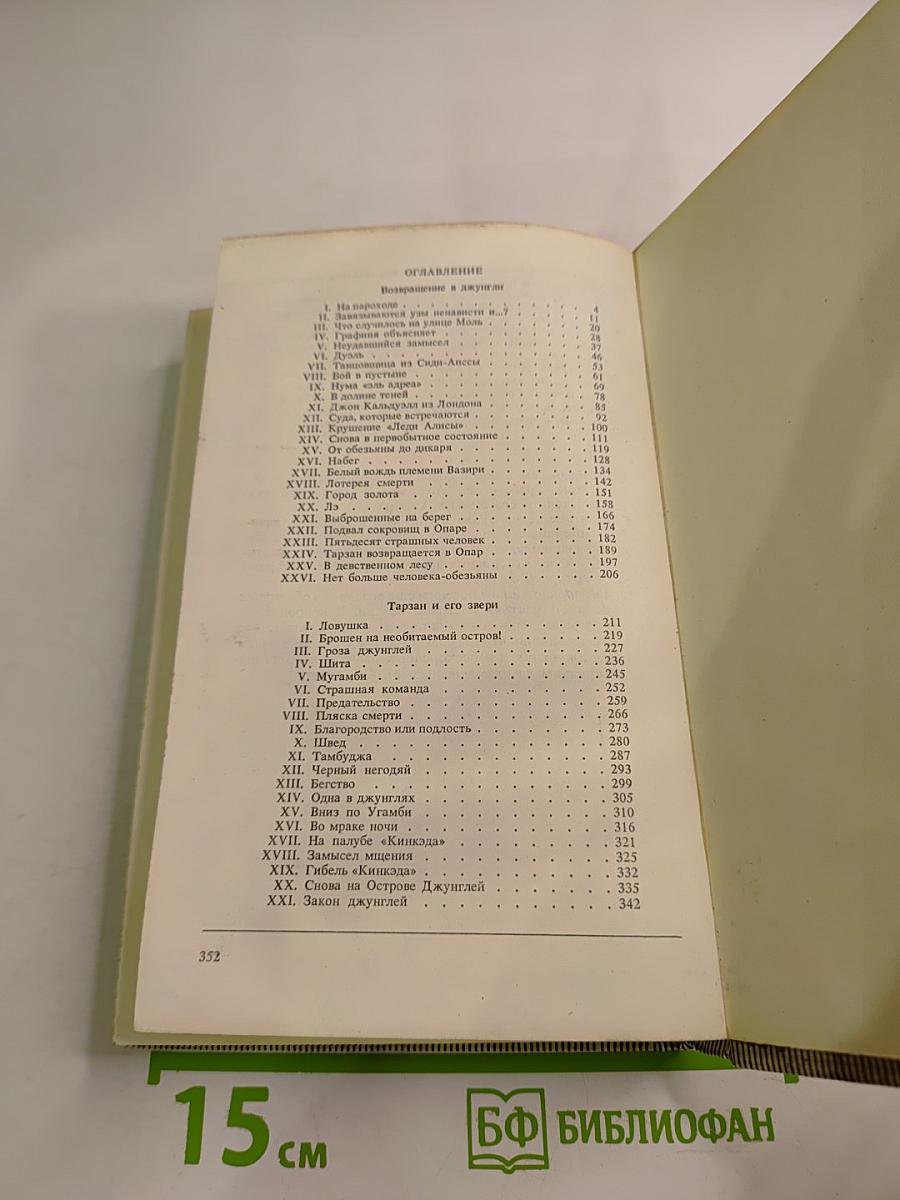 ОГЛАВЛЕНИЕ
Возвращение в джунгли
I. На пароходе . . . . . . . . . . . . 4
II. Завязываются узы ненависти и...? . . . . . . 11
III. Что случилось на улице Моль . . . . . . . 20
IV. Графиня объясняет . . . . . . . . . . 28
V. Неудавшийся замысел . . . . . . . . . 37
VI. Дуэль . . . . . . . . . . . . . . 46
VII. Танцовщица из Сиди-Аиссы . . . . . . . 53
VIII. Бой в пустыне . . . . . . . . . . . 61
IX. Нума «эль адреа» . . . . . . . . . . 69
X. В долине теней . . . . . . . . . . . 78
XI. Джон Кальдуэлл из Лондона . . . . . . . 85
XII. Суда, которые встречаются . . . . . . . . 92
XIII. Крушение «Леди Алисы» . . . . . . . . 100
XIV. Снова в первобытное состояние . . . . . . 111
XV. От обезьяны до дикаря . . . . . . . . . 119
XVI. Набег . . . . . . . . . . . . . . 128
XVII. Белый вождь племени Вазири . . . . . . . 134
XVIII. Лотерея смерти . . . . . . . . . . . 142
XIX. Город золота . . . . . . . . . . . . 151
XX. Лэ . . . . . . . . . . . . . . . 158
XXI. Выброшенные на берег . . . . . . . . . 166
XXII. Подвал сокровищ в Опаре . . . . . . . . 174
XXIII. Пятьдесят страшных человек . . . . . . . 182
XXIV. Тарзан возвращается в Опар . . . . . . . 189
XXV. В девственном лесу . . . . . . . . . . 197
XXVI. Нет больше человека-обезьяны . . . . . . 206
Тарзан и его звери
I. Ловушка . . . . . . . . . . . . . 211
II. Брошен на необитаемый остров! . . . . . . 219
III. Гроза джунглей . . . . . . . . . . . 227
IV. Шита . . . . . . . . . . . . . . 236
V. Мугамби . . . . . . . . . . . . . 245
VI. Страшная команда . . . . . . . . . . 252
VII. Предательство . . . . . . . . . . . 259
VIII. Пляска смерти . . . . . . . . . . . 266
IX. Благородство или подлость . . . . . . . . 273
X. Швед . . . . . . . . . . . . . . 280
XI. Тамбуджа . . . . . . . . . . . . . 287
XII. Черный негодяй . . . . . . . . . . . 293
XIII. Бегство . . . . . . . . . . . . . 299
XIV. Одна в джунглях . . . . . . . . . . . 305
XV. Вниз по Угамби . . . . . . . . . . . 310
XVI. Во мраке ночи . . . . . . . . . . . 316
XVII. На палубе «Кинкэда» . . . . . . . . . 321
XVIII. Замысел мщения . . . . . . . . . . . 325
XIX. Гибель «Кинкэда» . . . . . . . . . . 332
XX. Снова на Острове Джунглей . . . . . . . 335
XXI. Закон джунглей . . . . . . . . . . . 342
352
15 см
БФ БИБЛИОФАН